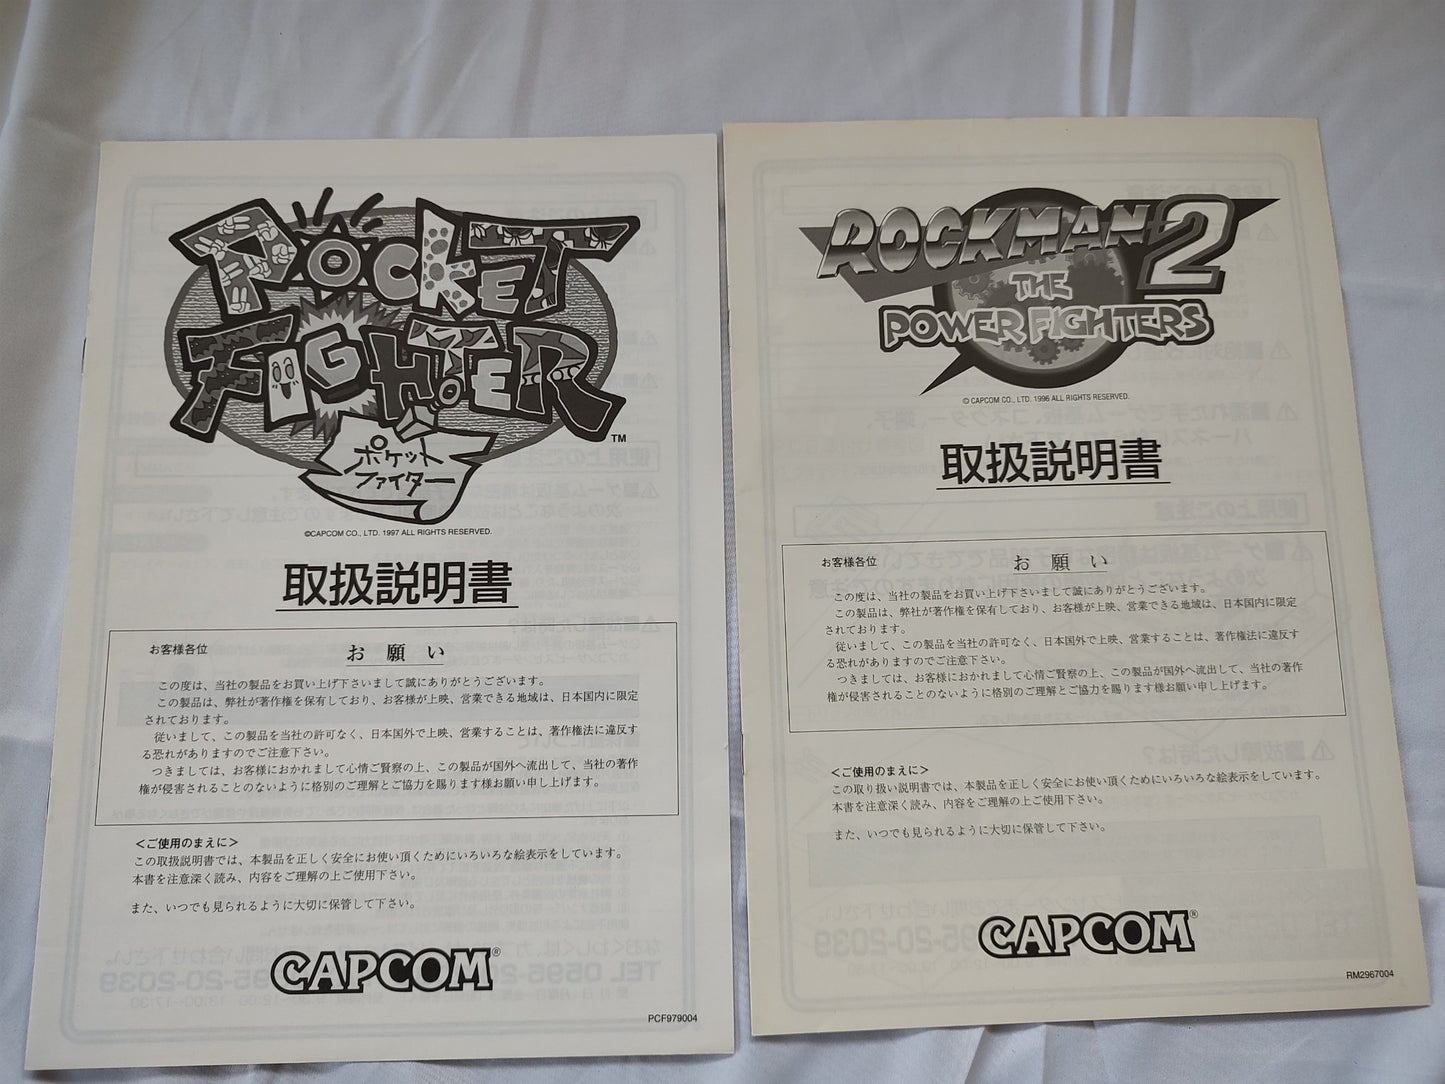 POCKET
FIGHTER
TM
ポケット
ファイター
©CAPCOM CO., LTD. 1997 ALL RIGHTS RESERVED.
取扱説明書
お客様各位
お願い
この度は、当社の製品をお買い上げ下さいまして誠にありがとうございます。
この製品は、弊社が著作権を保有しており、お客様が上映、営業できる地域は、日本国内に限定
されております。
従いまして、この製品を当社の許可なく、日本国外で上映、営業することは、著作権法に違反す
る恐れがありますのでご注意下さい。
つきましては、お客様におかれまして心情ご賢察の上、この製品が国外へ流出して、当社の著作
権が侵害されることのないように格別のご理解とご協力を賜ります様お願い申し上げます。
<ご使用のまえに>
この取扱説明書では、本製品を正しく安全にお使い頂くためにいろいろな絵表示をしています。
本書を注意深く読み、内容をご理解の上ご使用下さい。
また、いつでも見られるように大切に保管して下さい。
CAPCOM®
PCF979004
ROCKMAN 2
THE
POWER FIGHTERS
© CAPCOM CO., LTD. 1996 ALL RIGHTS RESERVED.
取扱説明書
お客様各位
お願い
この度は、当社の製品をお買い上げ下さいまして誠にありがとうございます。
この製品は、弊社が著作権を保有しており、お客様が上映、営業できる地域は、日本国内に限定
されております。
従いまして、この製品を当社の許可なく、日本国外で上映、営業することは、著作権法に違反す
る恐れがありますのでご注意下さい。
つきましては、お客様におかれまして心情ご賢察の上、この製品が国外へ流出して、当社の著作
権が侵害されることのないように格別のご理解とご協力を賜ります様お願い申し上げます。
<ご使用のまえに>
この取り扱い説明書では、本製品を正しく安全にお使い頂くためにいろいろな絵表示をしています。
本書を注意深く読み、内容をご理解の上ご使用下さい。
また、いつでも見られるように大切に保管して下さい。
CAPCOM®
RM2967004